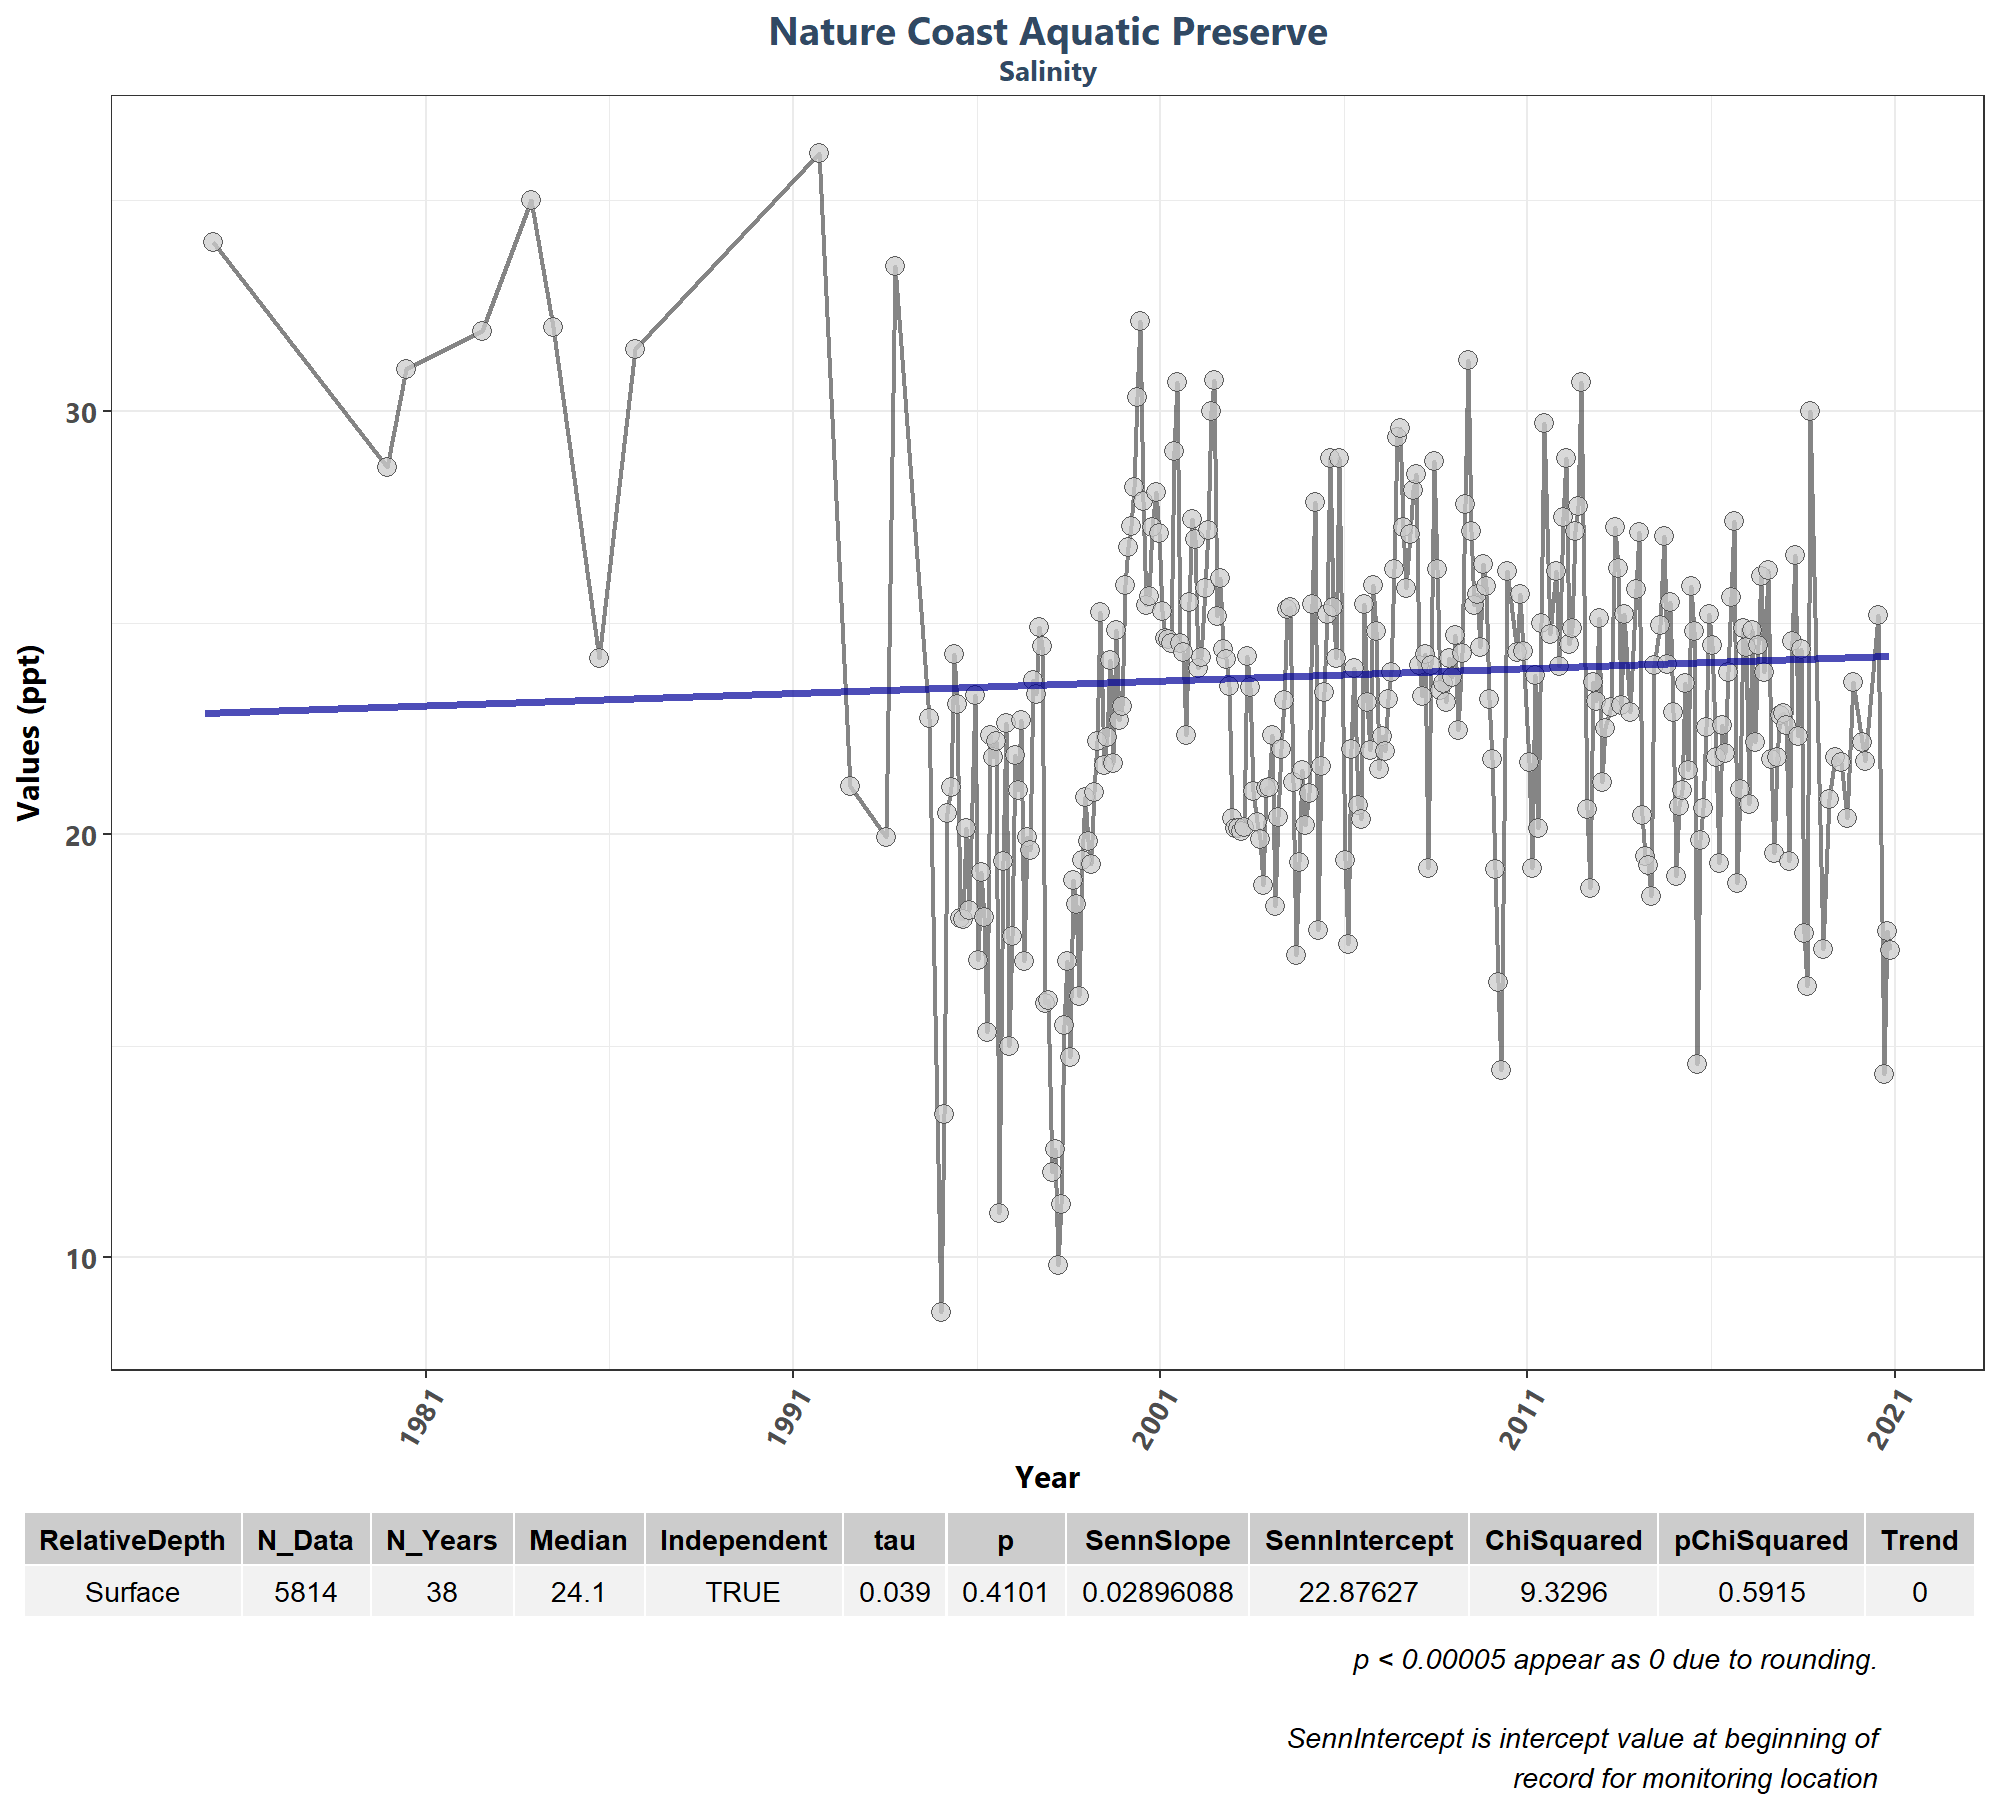 Nature Coast Aquatic Preserve
Salinity
Values (ppt)
30
20
10
1981 1991 2001 2011 2021
Year
RelativeDepth N_Data N_Years Median Independent tau p SennSlope SennIntercept ChiSquared pChiSquared Trend
Surface 5814 38 24.1 TRUE 0.039 0.4101 0.02896088 22.87627 9.3296 0.5915 0
p < 0.00005 appear as 0 due to rounding.
SennIntercept is intercept value at beginning of
record for monitoring location